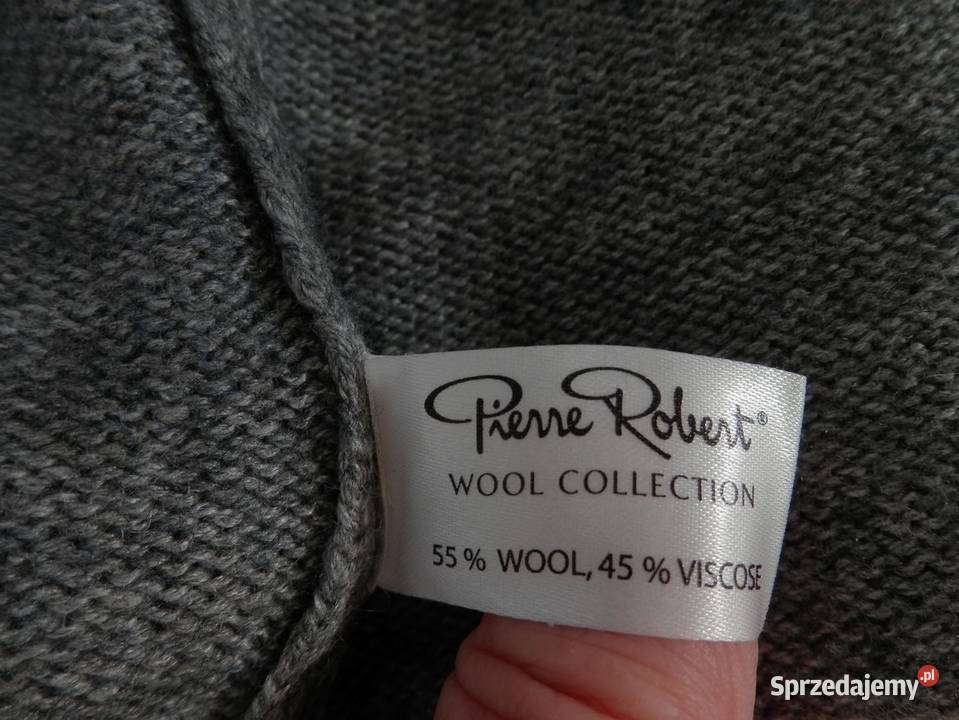 Pierre Robert®
WOOL COLLECTION
55 % WOOL, 45 % VISCOSE
Sprzedajemy.pl